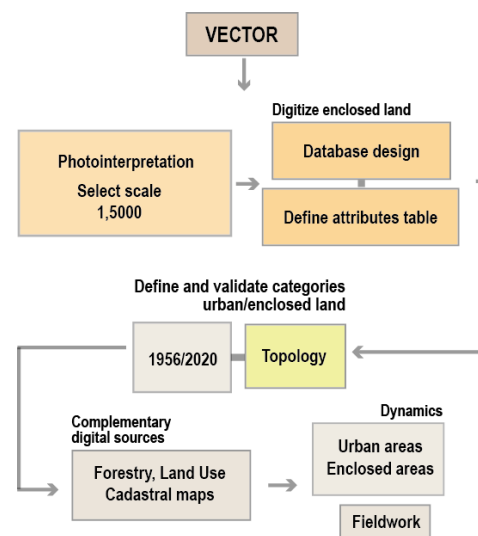 VECTOR
Digitize enclosed land
Photointerpretation
Select scale
1,5000
Database design
Define attributes table
Define and validate categories
urban/enclosed land
1956/2020
Topology
Complementary
digital sources
Forestry, Land Use
Cadastral maps
Dynamics
Urban areas
Enclosed areas
Fieldwork